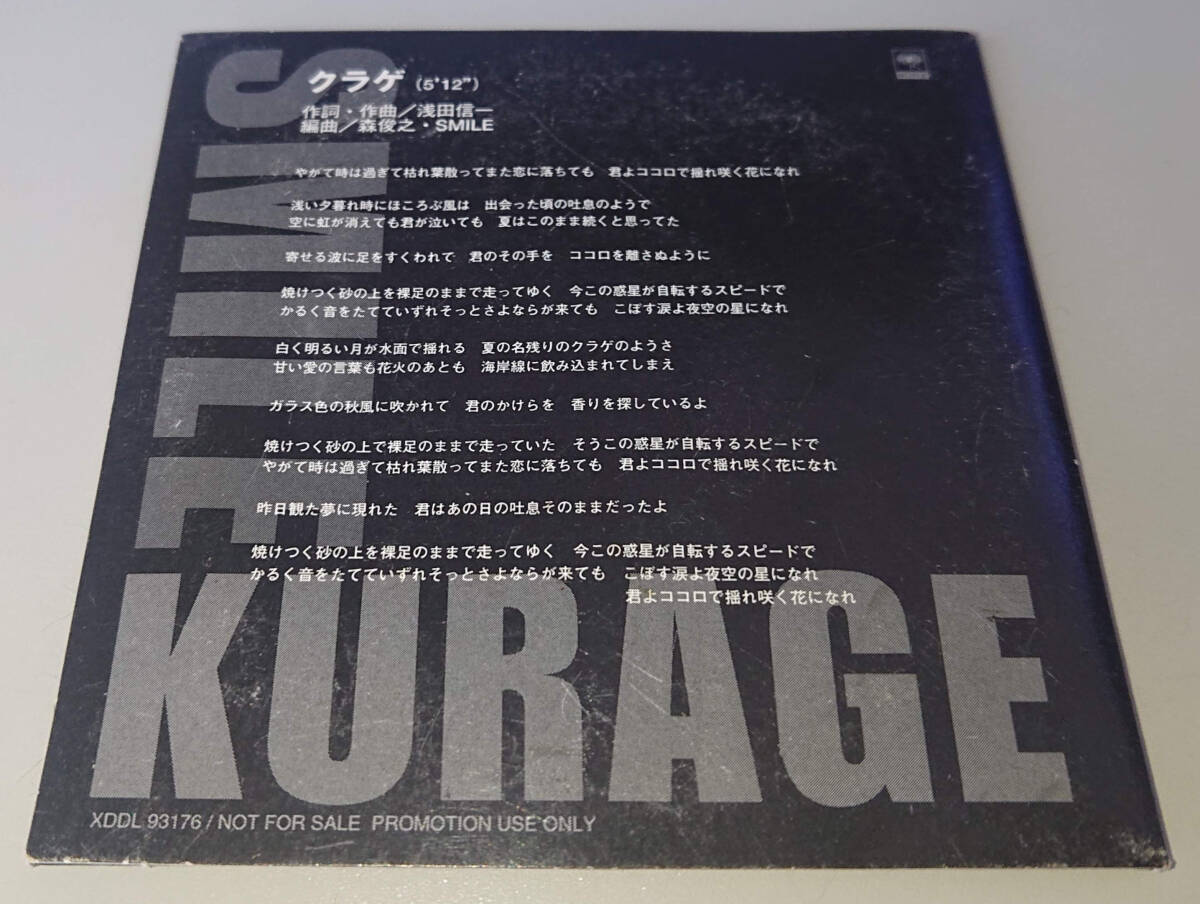 クラゲ (5'12")
作詞・作曲／浅田信一
編曲／森俊之・SMILE
やがて時は過ぎて枯れ葉散ってまた恋に落ちても　君よココロで揺れ咲く花になれ
浅い夕暮れ時にほころぶ風は　出会った頃の吐息のようで
空に虹が消えても君が泣いても　夏はこのまま続くと思ってた
寄せる波に足をすくわれて　君のその手を　ココロを離さぬように
焼けつく砂の上を裸足のままで走ってゆく　今この惑星が自転するスピードで
かるく音をたてていずれそっとさよならが来ても　こぼす涙よ夜空の星になれ
白く明るい月が水面で揺れる　夏の名残りのクラゲのようさ
甘い愛の言葉も花火のあとも　海岸線に飲み込まれてしまえ
ガラス色の秋風に吹かれて　君のかけらを　香りを探しているよ
焼けつく砂の上で裸足のままで走っていた　そうこの惑星が自転するスピードで
やがて時は過ぎて枯れ葉散ってまた恋に落ちても　君よココロで揺れ咲く花になれ
昨日観た夢に現れた　君はあの日の吐息そのままだったよ
焼けつく砂の上を裸足のままで走ってゆく　今この惑星が自転するスピードで
かるく音をたてていずれそっとさよならが来ても　こぼす涙よ夜空の星になれ
君よココロで揺れ咲く花になれ
SMILE
KURAGE
XDDL 93176 / NOT FOR SALE PROMOTION USE ONLY